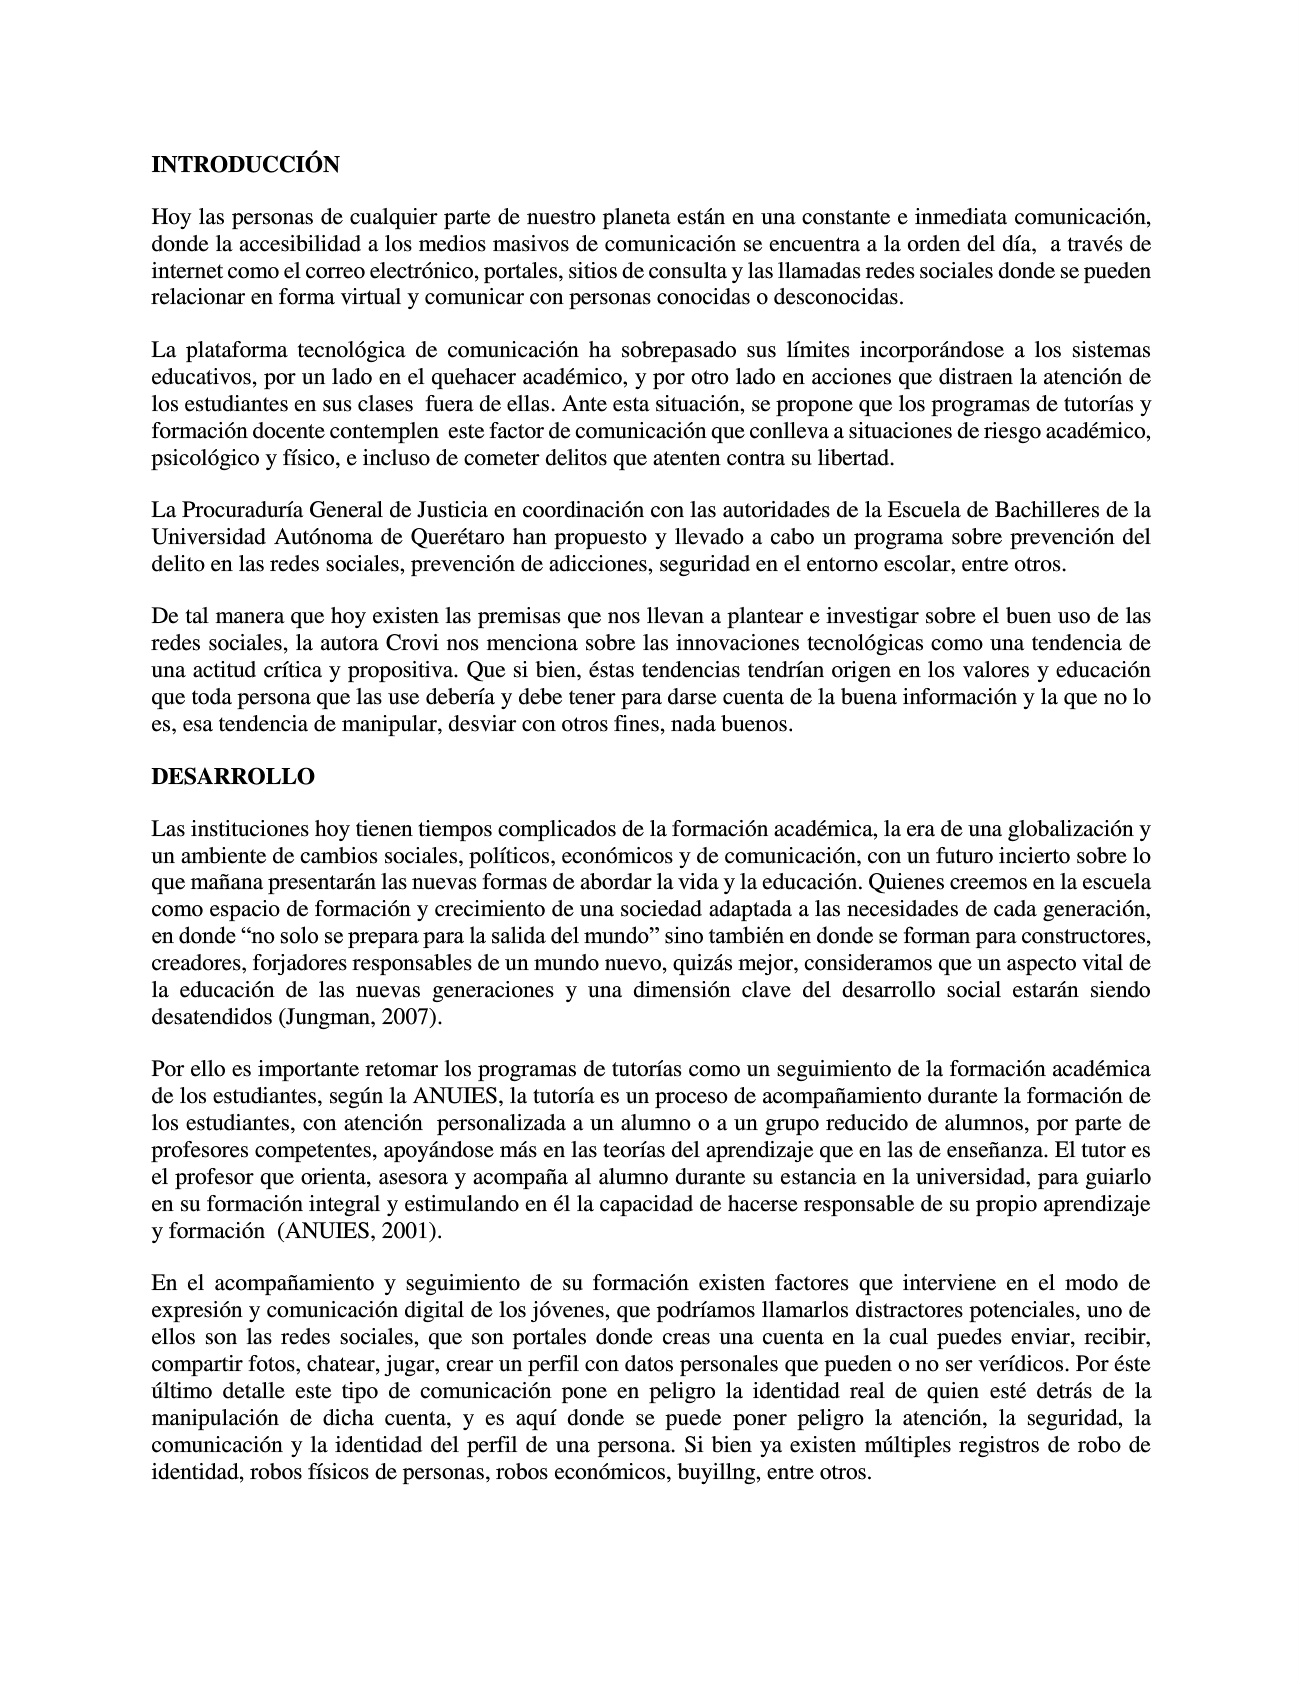 INTRODUCCIÓN
Hoy las personas de cualquier parte de nuestro planeta están en una constante e inmediata comunicación,
donde la accesibilidad a los medios masivos de comunicación se encuentra a la orden del día,  a través de
internet como el correo electrónico, portales, sitios de consulta y las llamadas redes sociales donde se pueden
relacionar en forma virtual y comunicar con personas conocidas o desconocidas.
La plataforma tecnológica de comunicación ha sobrepasado sus límites incorporándose a los sistemas
educativos, por un lado en el quehacer académico, y por otro lado en acciones que distraen la atención de
los estudiantes en sus clases  fuera de ellas. Ante esta situación, se propone que los programas de tutorías y
formación docente contemplen  este factor de comunicación que conlleva a situaciones de riesgo académico,
psicológico y físico, e incluso de cometer delitos que atenten contra su libertad.
La Procuraduría General de Justicia en coordinación con las autoridades de la Escuela de Bachilleres de la
Universidad Autónoma de Querétaro han propuesto y llevado a cabo un programa sobre prevención del
delito en las redes sociales, prevención de adicciones, seguridad en el entorno escolar, entre otros.
De tal manera que hoy existen las premisas que nos llevan a plantear e investigar sobre el buen uso de las
redes sociales, la autora Crovi nos menciona sobre las innovaciones tecnológicas como una tendencia de
una actitud crítica y propositiva. Que si bien, éstas tendencias tendrían origen en los valores y educación
que toda persona que las use debería y debe tener para darse cuenta de la buena información y la que no lo
es, esa tendencia de manipular, desviar con otros fines, nada buenos.
DESARROLLO
Las instituciones hoy tienen tiempos complicados de la formación académica, la era de una globalización y
un ambiente de cambios sociales, políticos, económicos y de comunicación, con un futuro incierto sobre lo
que mañana presentarán las nuevas formas de abordar la vida y la educación. Quienes creemos en la escuela
como espacio de formación y crecimiento de una sociedad adaptada a las necesidades de cada generación,
en donde “no solo se prepara para la salida del mundo” sino también en donde se forman para constructores,
creadores, forjadores responsables de un mundo nuevo, quizás mejor, consideramos que un aspecto vital de
la educación de las nuevas generaciones y una dimensión clave del desarrollo social estarán siendo
desatendidos (Jungman, 2007).
Por ello es importante retomar los programas de tutorías como un seguimiento de la formación académica
de los estudiantes, según la ANUIES, la tutoría es un proceso de acompañamiento durante la formación de
los estudiantes, con atención  personalizada a un alumno o a un grupo reducido de alumnos, por parte de
profesores competentes, apoyándose más en las teorías del aprendizaje que en las de enseñanza. El tutor es
el profesor que orienta, asesora y acompaña al alumno durante su estancia en la universidad, para guiarlo
en su formación integral y estimulando en él la capacidad de hacerse responsable de su propio aprendizaje
y formación  (ANUIES, 2001).
En el acompañamiento y seguimiento de su formación existen factores que interviene en el modo de
expresión y comunicación digital de los jóvenes, que podríamos llamarlos distractores potenciales, uno de
ellos son las redes sociales, que son portales donde creas una cuenta en la cual puedes enviar, recibir,
compartir fotos, chatear, jugar, crear un perfil con datos personales que pueden o no ser verídicos. Por éste
último detalle este tipo de comunicación pone en peligro la identidad real de quien esté detrás de la
manipulación de dicha cuenta, y es aquí donde se puede poner peligro la atención, la seguridad, la
comunicación y la identidad del perfil de una persona. Si bien ya existen múltiples registros de robo de
identidad, robos físicos de personas, robos económicos, buyillng, entre otros.